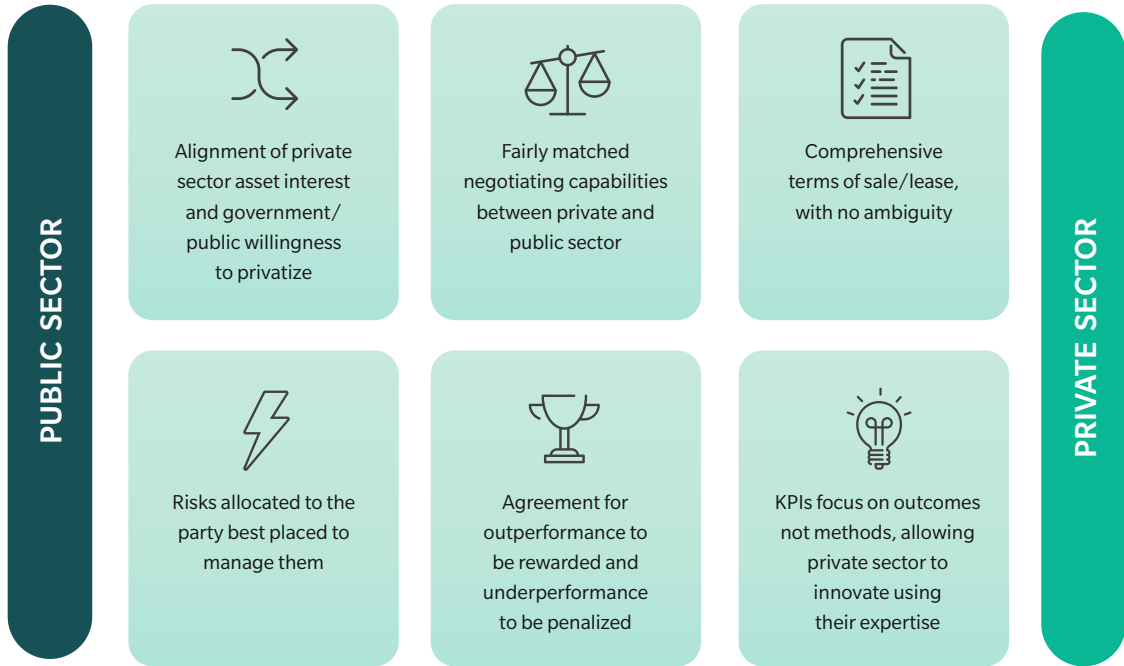 PUBLIC SECTOR
Alignment of private
sector asset interest
and government/
public willingness
to privatize
Fairly matched
negotiating capabilities
between private and
public sector
Comprehensive
terms of sale/lease,
with no ambiguity
Risks allocated to the
party best placed to
manage them
Agreement for
outperformance to
be rewarded and
underperformance
to be penalized
KPIs focus on outcomes
not methods, allowing
private sector to
innovate using
their expertise
PRIVATE SECTOR